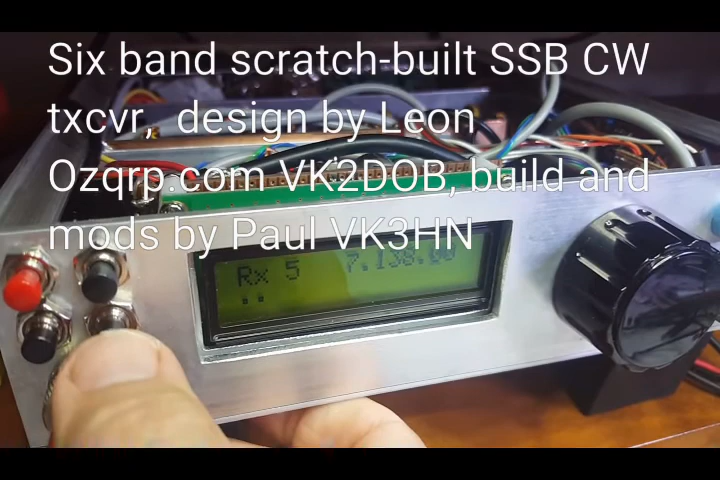 Six band scratch-built SSB CW
txcvr, design by Leon
Ozqrp.com VK2DOB, build and
mods by Paul VK3HN
Rx 5 7.138.00